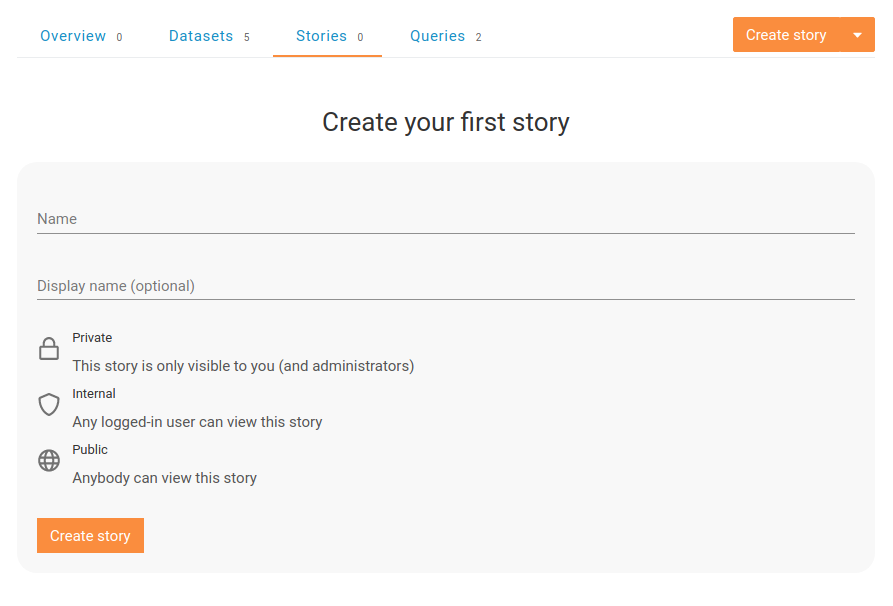 Overview 0 Datasets 5 Stories 0 Queries 2 Create story
Create your first story
Name
Display name (optional)
Private
This story is only visible to you (and administrators)
Internal
Any logged-in user can view this story
Public
Anybody can view this story
Create story